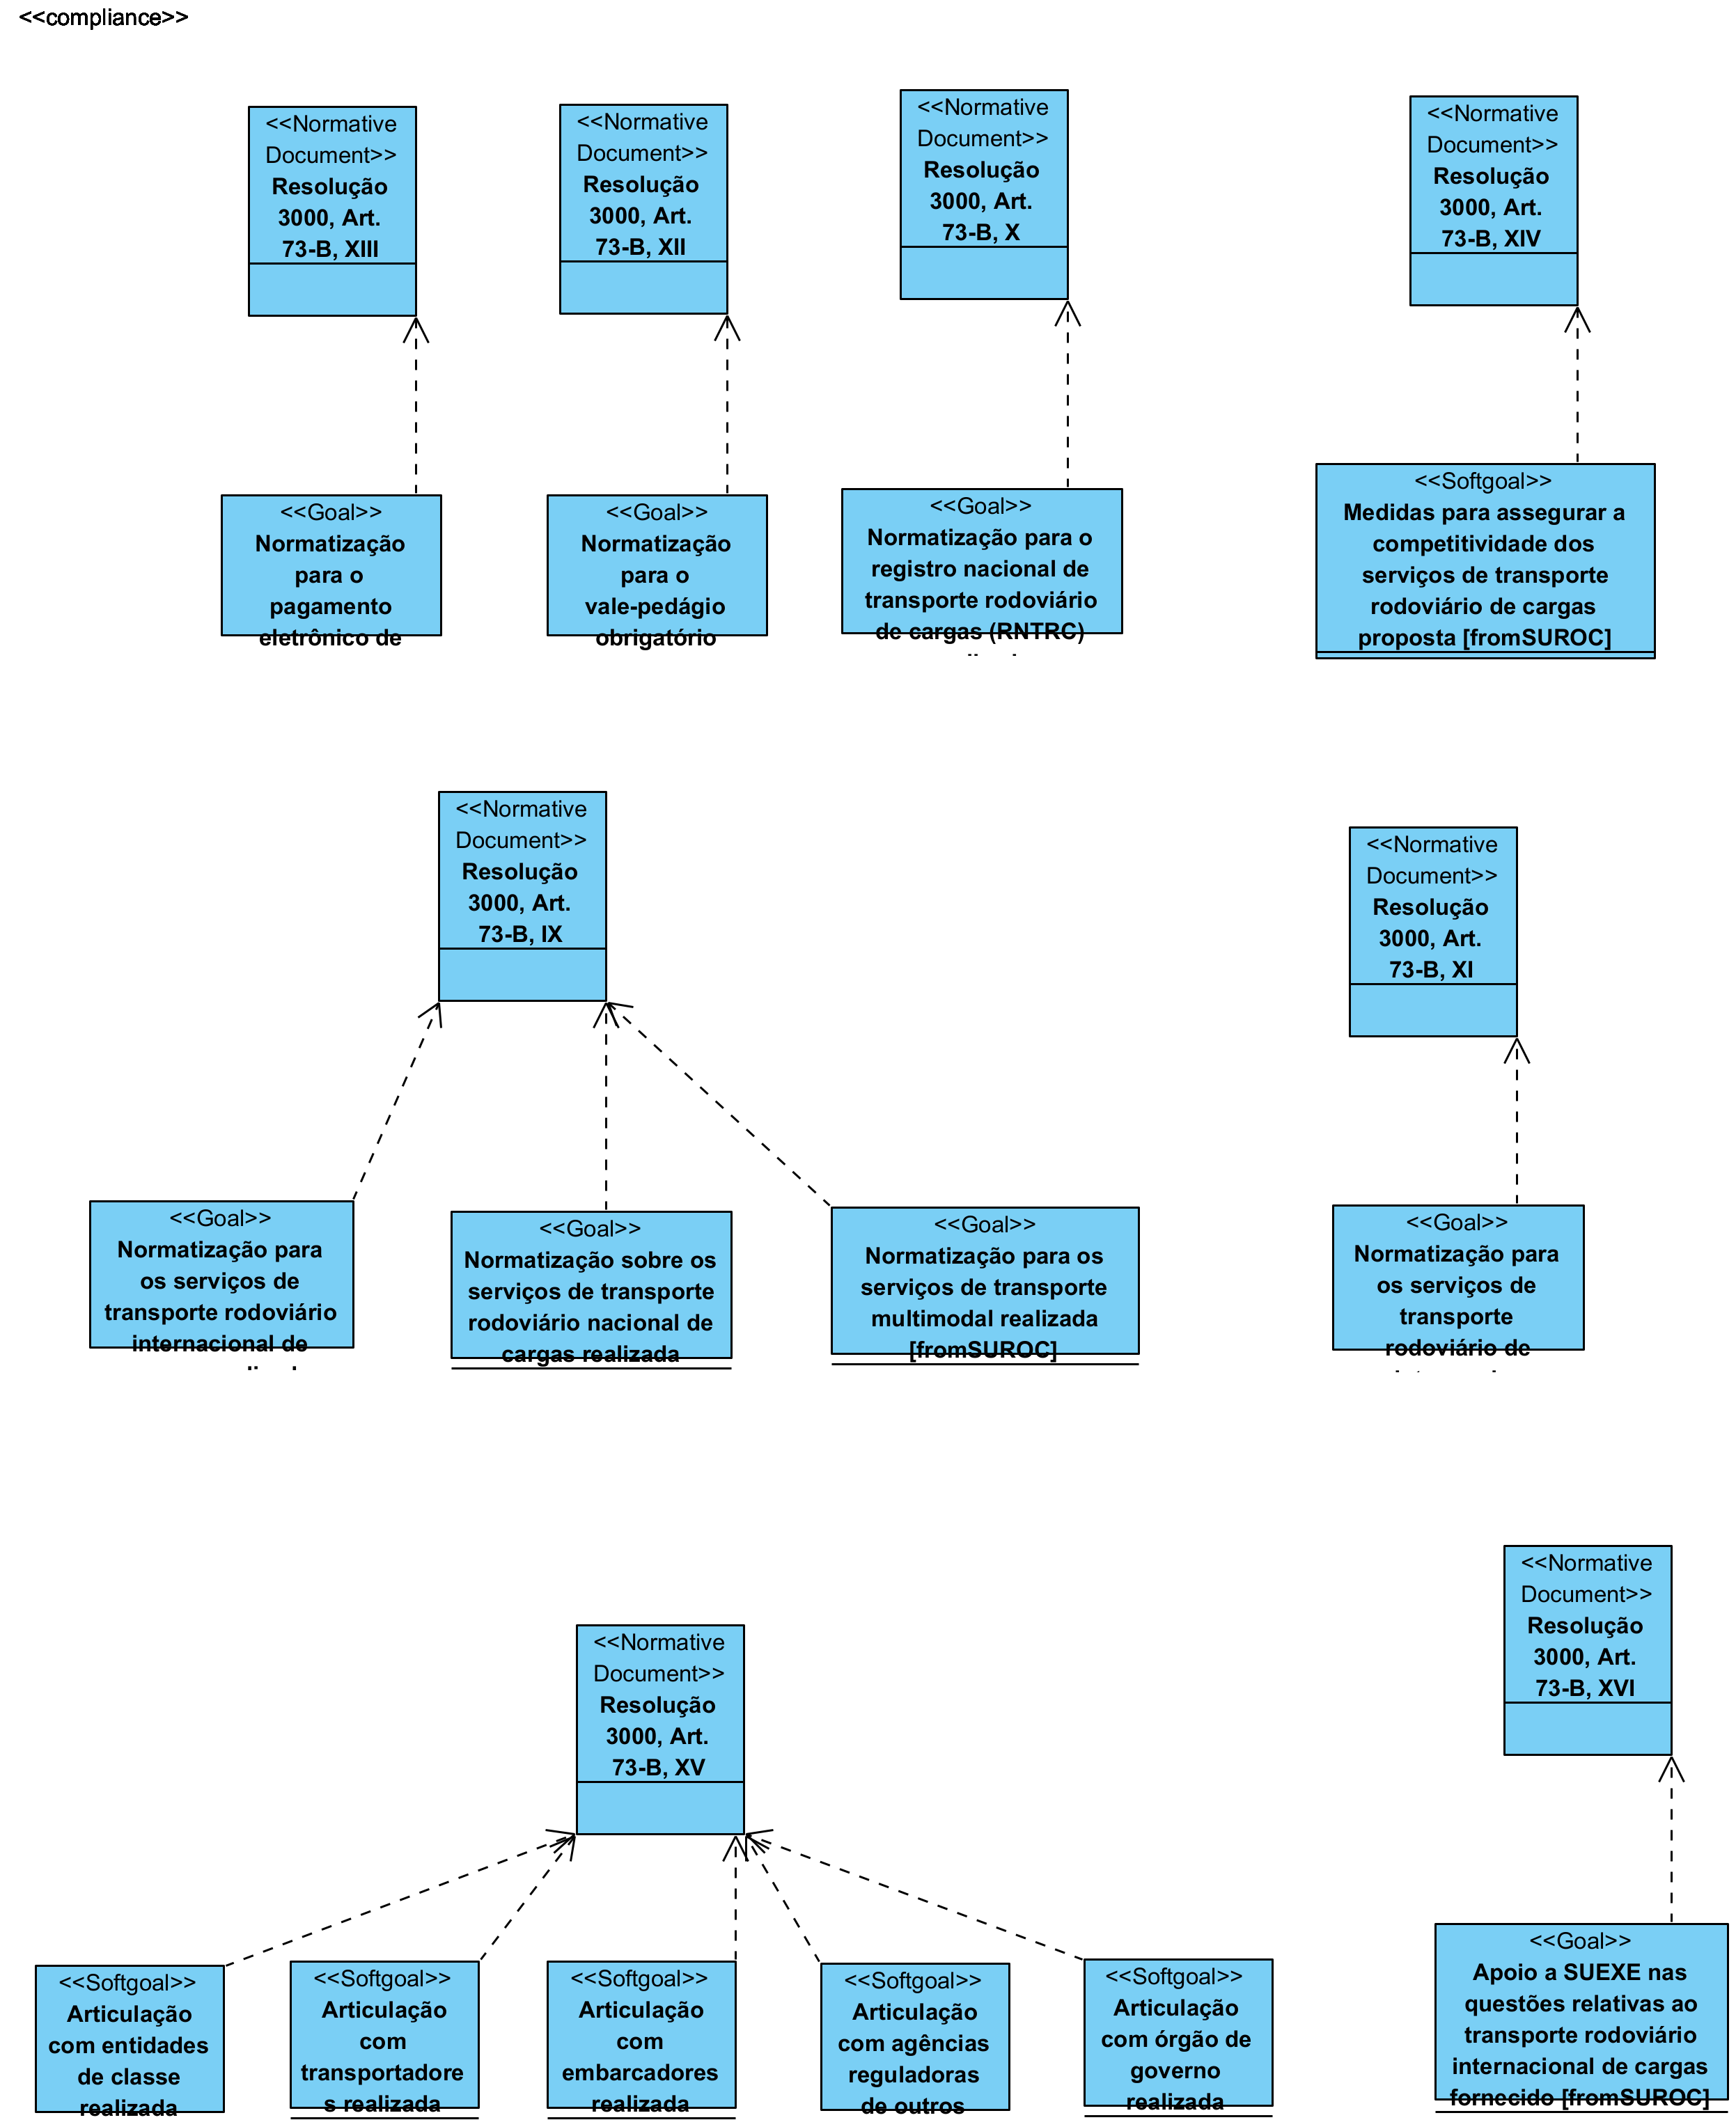 <<compliance>>
<<Normative
Document>>
Resolução
3000, Art.
73-B, XIII
<<Normative
Document>>
Resolução
3000, Art.
73-B, XII
<<Normative
Document>>
Resolução
3000, Art.
73-B, X
<<Normative
Document>>
Resolução
3000, Art.
73-B, XIV
<<Goal>>
Normatização
para o
pagamento
eletrônico de
<<Goal>>
Normatização
para o
vale-pedágio
obrigatório
<<Goal>>
Normatização para o
registro nacional de
transporte rodoviário
de cargas (RNTRC)
<<Softgoal>>
Medidas para assegurar a
competitividade dos
serviços de transporte
rodoviário de cargas
proposta [fromSUROC]
<<Normative
Document>>
Resolução
3000, Art.
73-B, IX
<<Normative
Document>>
Resolução
3000, Art.
73-B, XI
<<Goal>>
Normatização para
os serviços de
transporte rodoviário
internacional de
<<Goal>>
Normatização sobre os
serviços de transporte
rodoviário nacional de
cargas realizada
<<Goal>>
Normatização para os
serviços de transporte
multimodal realizada
[fromSUROC]
<<Goal>>
Normatização para
os serviços de
transporte
rodoviário de
<<Normative
Document>>
Resolução
3000, Art.
73-B, XV
<<Normative
Document>>
Resolução
3000, Art.
73-B, XVI
<<Softgoal>>
Articulação
com entidades
de classe
realizada
<<Softgoal>>
Articulação
com
transportadore
s realizada
<<Softgoal>>
Articulação
com
embarcadores
realizada
<<Softgoal>>
Articulação
com agências
reguladoras
de outros
<<Softgoal>>
Articulação
com órgão de
governo
realizada
<<Goal>>
Apoio a SUEXE nas
questões relativas ao
transporte rodoviário
internacional de cargas
fornecido [fromSUROC]